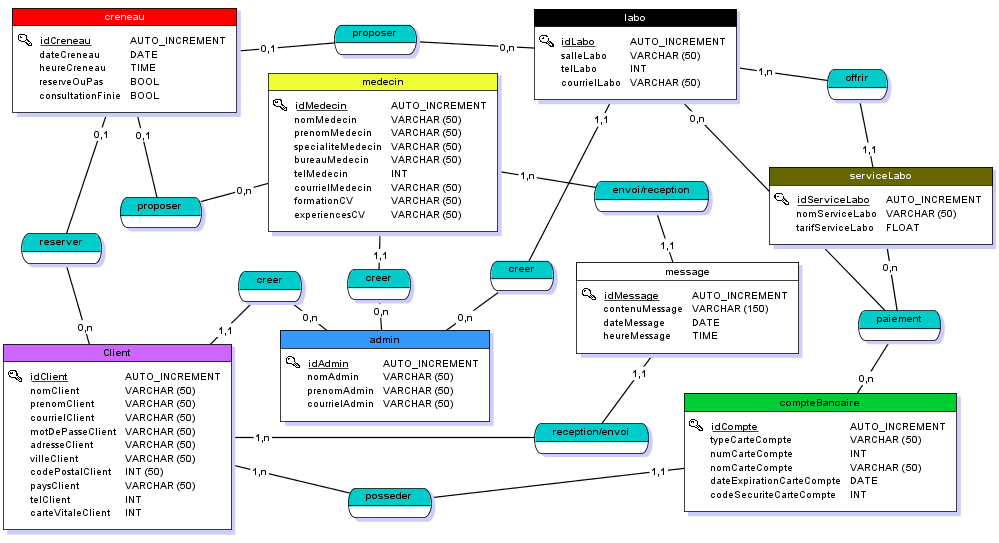 creneau
idCreneau AUTO_INCREMENT
dateCreneau DATE
heureCreneau TIME
reserveOuPas BOOL
consultationFinie BOOL
0,1
proposer
0,n
labo
idLabo AUTO_INCREMENT
salleLabo VARCHAR (50)
telLabo INT
courrielLabo VARCHAR (50)
1,n
offrir
1,1
medecin
idMedecin AUTO_INCREMENT
nomMedecin VARCHAR (50)
prenomMedecin VARCHAR (50)
specialiteMedecin VARCHAR (50)
bureauMedecin VARCHAR (50)
telMedecin INT
courrielMedecin VARCHAR (50)
formationCV VARCHAR (50)
experiencesCV VARCHAR (50)
0,1
0,1
proposer
0,n
reserver
0,n
1,1
0,n
1,n
envoi/reception
1,1
serviceLabo
idServiceLabo AUTO_INCREMENT
nomServiceLabo VARCHAR (50)
tarifServiceLabo FLOAT
0,n
paiement
0,n
creer
1,1
0,n
1,1
creer
0,n
creer
0,n
message
idMessage AUTO_INCREMENT
contenuMessage VARCHAR (150)
dateMessage DATE
heureMessage TIME
1,1
admin
idAdmin AUTO_INCREMENT
nomAdmin VARCHAR (50)
prenomAdmin VARCHAR (50)
courrielAdmin VARCHAR (50)
Client
idClient AUTO_INCREMENT
nomClient VARCHAR (50)
prenomClient VARCHAR (50)
courrielClient VARCHAR (50)
motDePasseClient VARCHAR (50)
adresseClient VARCHAR (50)
villeClient VARCHAR (50)
codePostalClient INT (50)
paysClient VARCHAR (50)
telClient INT
carteVitaleClient INT
1,n
reception/envoi
1,n
posseder
1,1
compteBancaire
idCompte AUTO_INCREMENT
typeCarteCompte VARCHAR (50)
numCarteCompte INT
nomCarteCompte VARCHAR (50)
dateExpirationCarteCompte DATE
codeSecuriteCarteCompte INT